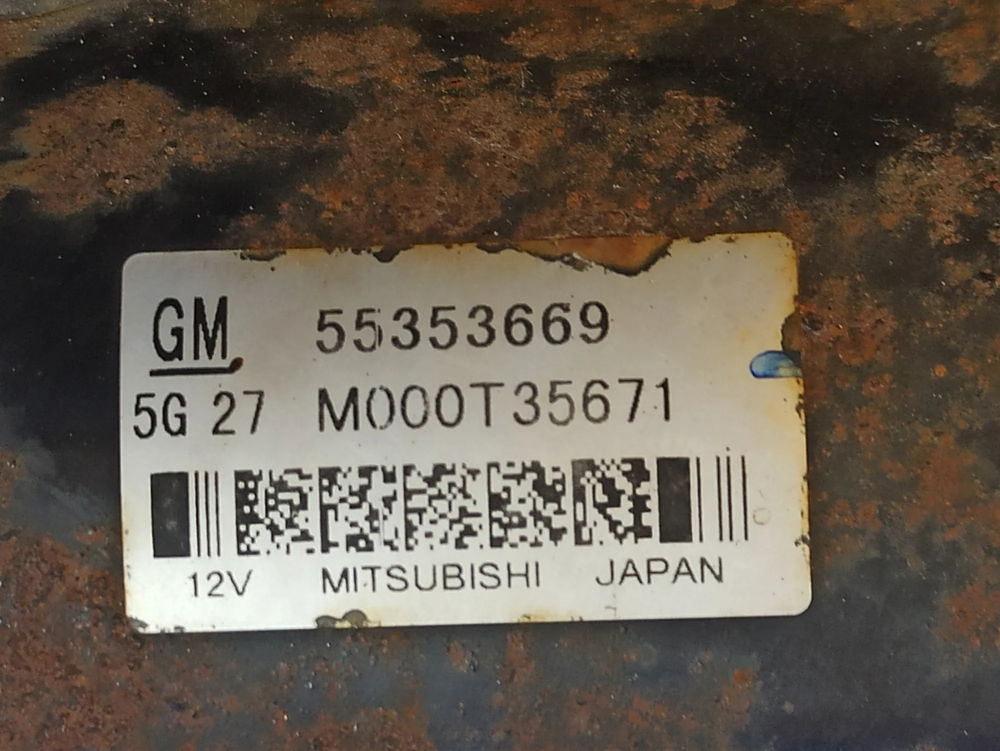 GM 55353669
5G 27 M000T35671
12V MITSUBISHI JAPAN